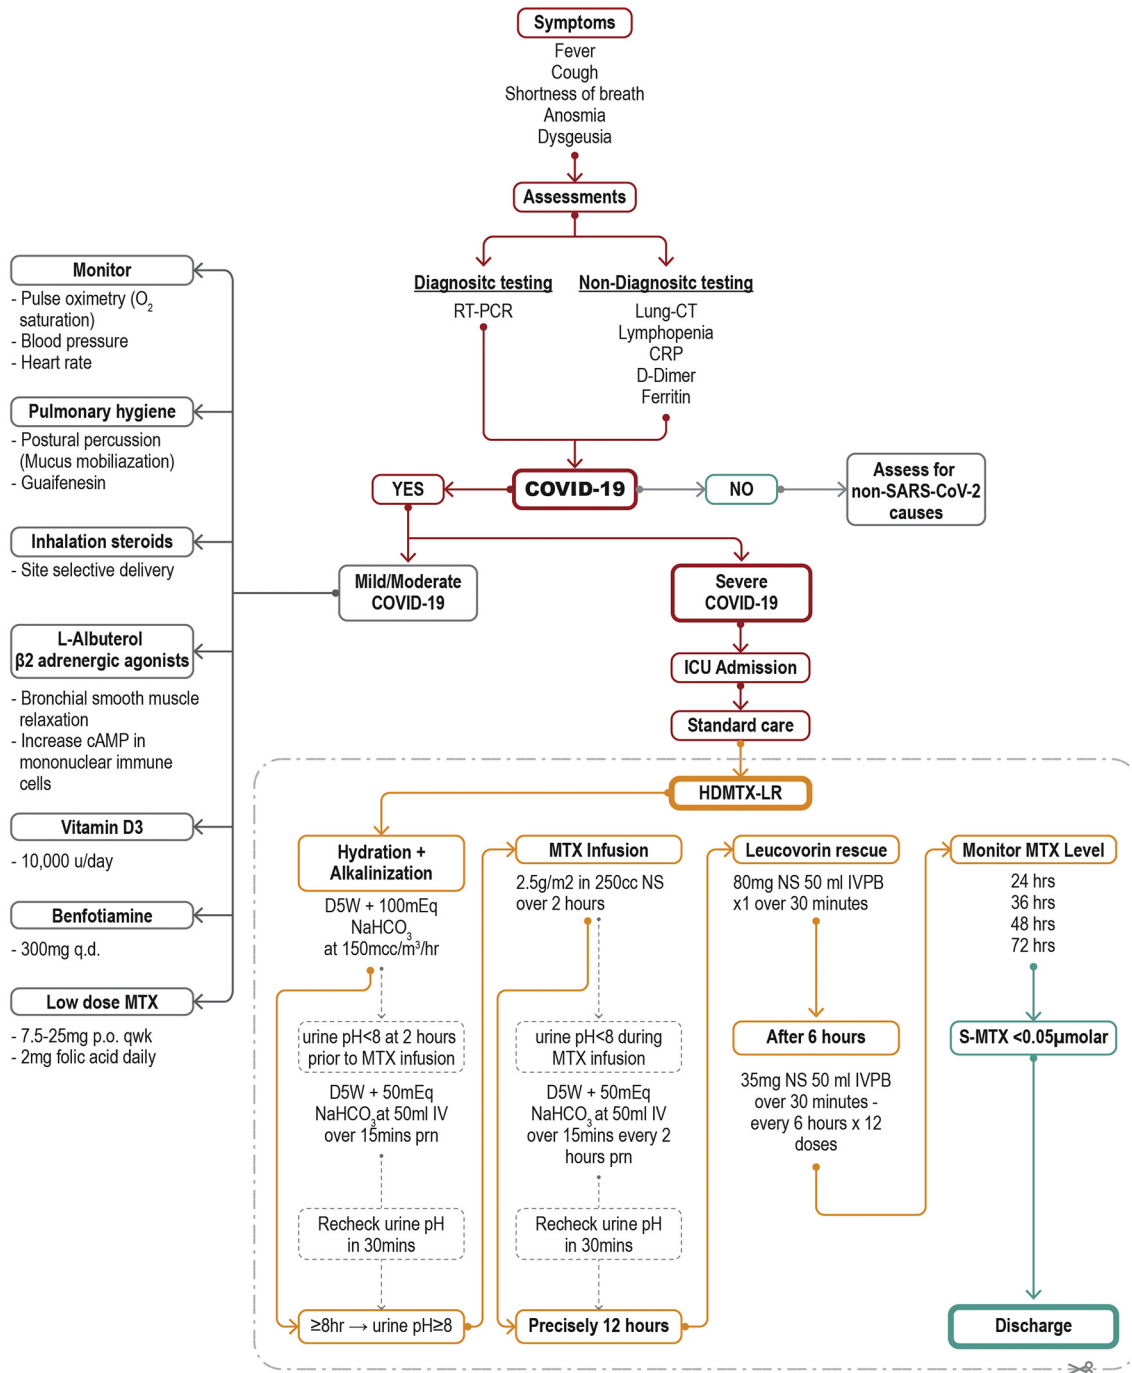 Symptoms
Fever
Cough
Shortness of breath
Anosmia
Dysgeusia
Assessments
Diagnositc testing
RT-PCR
Non-Diagnositc testing
Lung-CT
Lymphopenia
CRP
D-Dimer
Ferritin
COVID-19
YES
NO
Assess for
non-SARS-CoV-2
causes
Mild/Moderate
COVID-19
Severe
COVID-19
ICU Admission
Standard care
Monitor
- Pulse oximetry (O2
saturation)
- Blood pressure
- Heart rate
Pulmonary hygiene
- Postural percussion
(Mucus mobiliazation)
- Guaifenesin
Inhalation steroids
- Site selective delivery
L-Albuterol
β2 adrenergic agonists
- Bronchial smooth muscle
relaxation
- Increase cAMP in
mononuclear immune
cells
Vitamin D3
- 10,000 u/day
Benfotiamine
- 300mg q.d.
Low dose MTX
- 7.5-25mg p.o. qwk
- 2mg folic acid daily
HDMTX-LR
Hydration +
Alkalinization
D5W + 100mEq
NaHCO3
at 150mcc/m³/hr
urine pH<8 at 2 hours
prior to MTX infusion
D5W + 50mEq
NaHCO3 at 50ml IV
over 15mins prn
Recheck urine pH
in 30mins
≥8hr → urine pH≥8
MTX Infusion
2.5g/m2 in 250cc NS
over 2 hours
urine pH<8 during
MTX infusion
D5W + 50mEq
NaHCO3 at 50ml IV
over 15mins every 2
hours prn
Recheck urine pH
in 30mins
Precisely 12 hours
Leucovorin rescue
80mg NS 50 ml IVPB
x1 over 30 minutes
After 6 hours
35mg NS 50 ml IVPB
over 30 minutes -
every 6 hours x 12
doses
Monitor MTX Level
24 hrs
36 hrs
48 hrs
72 hrs
S-MTX <0.05µmolar
Discharge